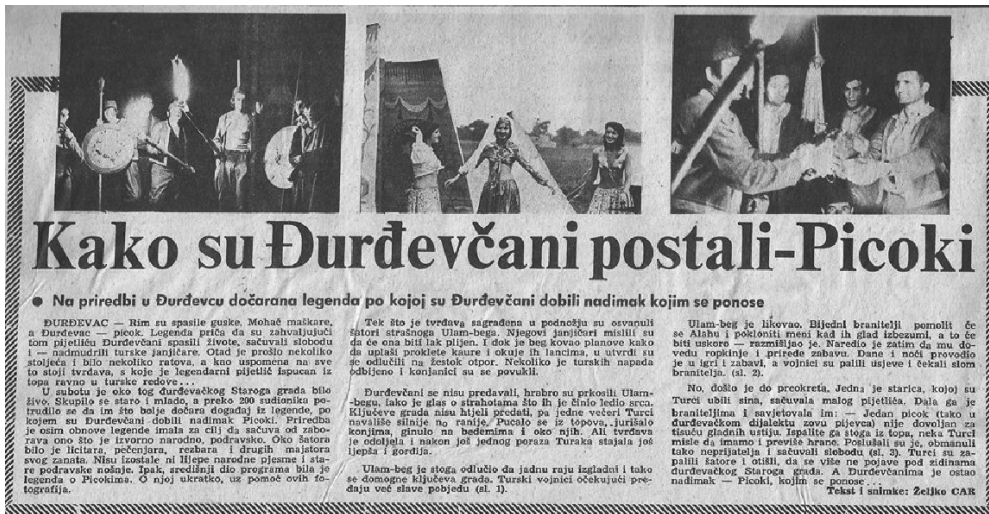 Kako su Đurđevčani postali-Picoki
● Na priredbi u Đurđevcu dočarana legenda po kojoj su Đurđevčani dobili nadimak kojim se ponose
ĐURĐEVAC — Rim su spasile guske, Mohač maškare,
a Đurđevac — picok. Legenda priča da su zahvaljujući
tom pijetliću Đurđevčani spasili živote, sačuvali slobodu
i — nadmudrili turske janjičare. Otad je prošlo nekoliko
stoljeća i bilo nekoliko ratova, a kao uspomena na sve
to stoji tvrđava, s koje je legendarni pijetlić ispucan iz
topa ravno u turske redove...
U subotu je oko tog đurđevačkog Staroga grada bilo
živo. Skupilo se staro i mlado, a preko 200 sudionika po-
trudilo se da im što bolje dočara događaj iz legende, po
kojem su Đurđevčani dobili nadimak Picoki. Priredba
je osim obnove legende imala za cilj da sačuva od zabo-
rava ono što je izvorno narodno, podravsko. Oko šatora
bilo je licitara, pečenjara, rezbara i drugih majstora
svog zanata. Nisu izostale ni lijepe narodne pjesme i sta-
re podravske nošnje. Ipak, središnji dio programa bila je
legenda o Picokima. O njoj ukratko, uz pomoć ovih fo-
tografija.
Tek što je tvrđava sagrađena u podnožju su osvanuli
šatori strašnoga Ulam-bega. Njegovi janjičari mislili su
da će ona biti lak plijen. I dok je beg kovao planove kako
da uplaši proklete kaure i okuje ih lancima, u utvrdi su
se odlučili na žestok otpor. Nekoliko je turskih napada
odbijeno i konjanici su se povukli.
Đurđevčani se nisu predavali, hrabro su prkosili Ulam-
-begu, iako je glas o strahotama što ih je činio ledio srca.
Ključeve grada nisu htjeli predati, pa jedne večeri Turci
navališe silnije no ranije. Pucalo se iz topova, jurišalo
konjima, ginulo na bedemima i oko njih. Ali tvrđava
je odoljela i nakon još jednog poraza Turaka stajala još
ljepša i gordija.
Ulam-beg je stoga odlučio da jadnu raju izgladni i tako
se domogne ključeva grada. Turski vojnici očekujući pre-
daju već slave pobjedu (sl. 1).
Ulam-beg je likovao. Bijedni branitelji pomolit će
se Alahu i pokloniti meni kad ih glad izbezumi, a to će
biti uskoro — razmišljao je. Naredio je zatim da mu do-
vedu ropkinje i prirede zabavu. Dane i noći provodio
je u igri i zabavi, a vojnici su palili usjeve i čekali slom
branitelja. (sl. 2).
No, došlo je do preokreta. Jedna je starica, kojoj su
Turci ubili sina, sačuvala malog pijetlića. Dala ga je
braniteljima i savjetovala im: — Jedan picok (tako u
đurđevačkom dijalektu zovu pijevca) nije dovoljan za
tisuću gladnih ustiju. Ispalite ga stoga iz topa, neka Turci
misle da imamo i previše hrane. Poslušali su je, obmanuli
tako neprijatelja i sačuvali slobodu (sl. 3). Turci su za-
palili šatore i otišli, da se više ne pojave pod zidinama
đurđevačkog Staroga grada. A Đurđevčanima je ostao
nadimak — Picoki, kojim se ponose...
Tekst i snimke: Željko CAR